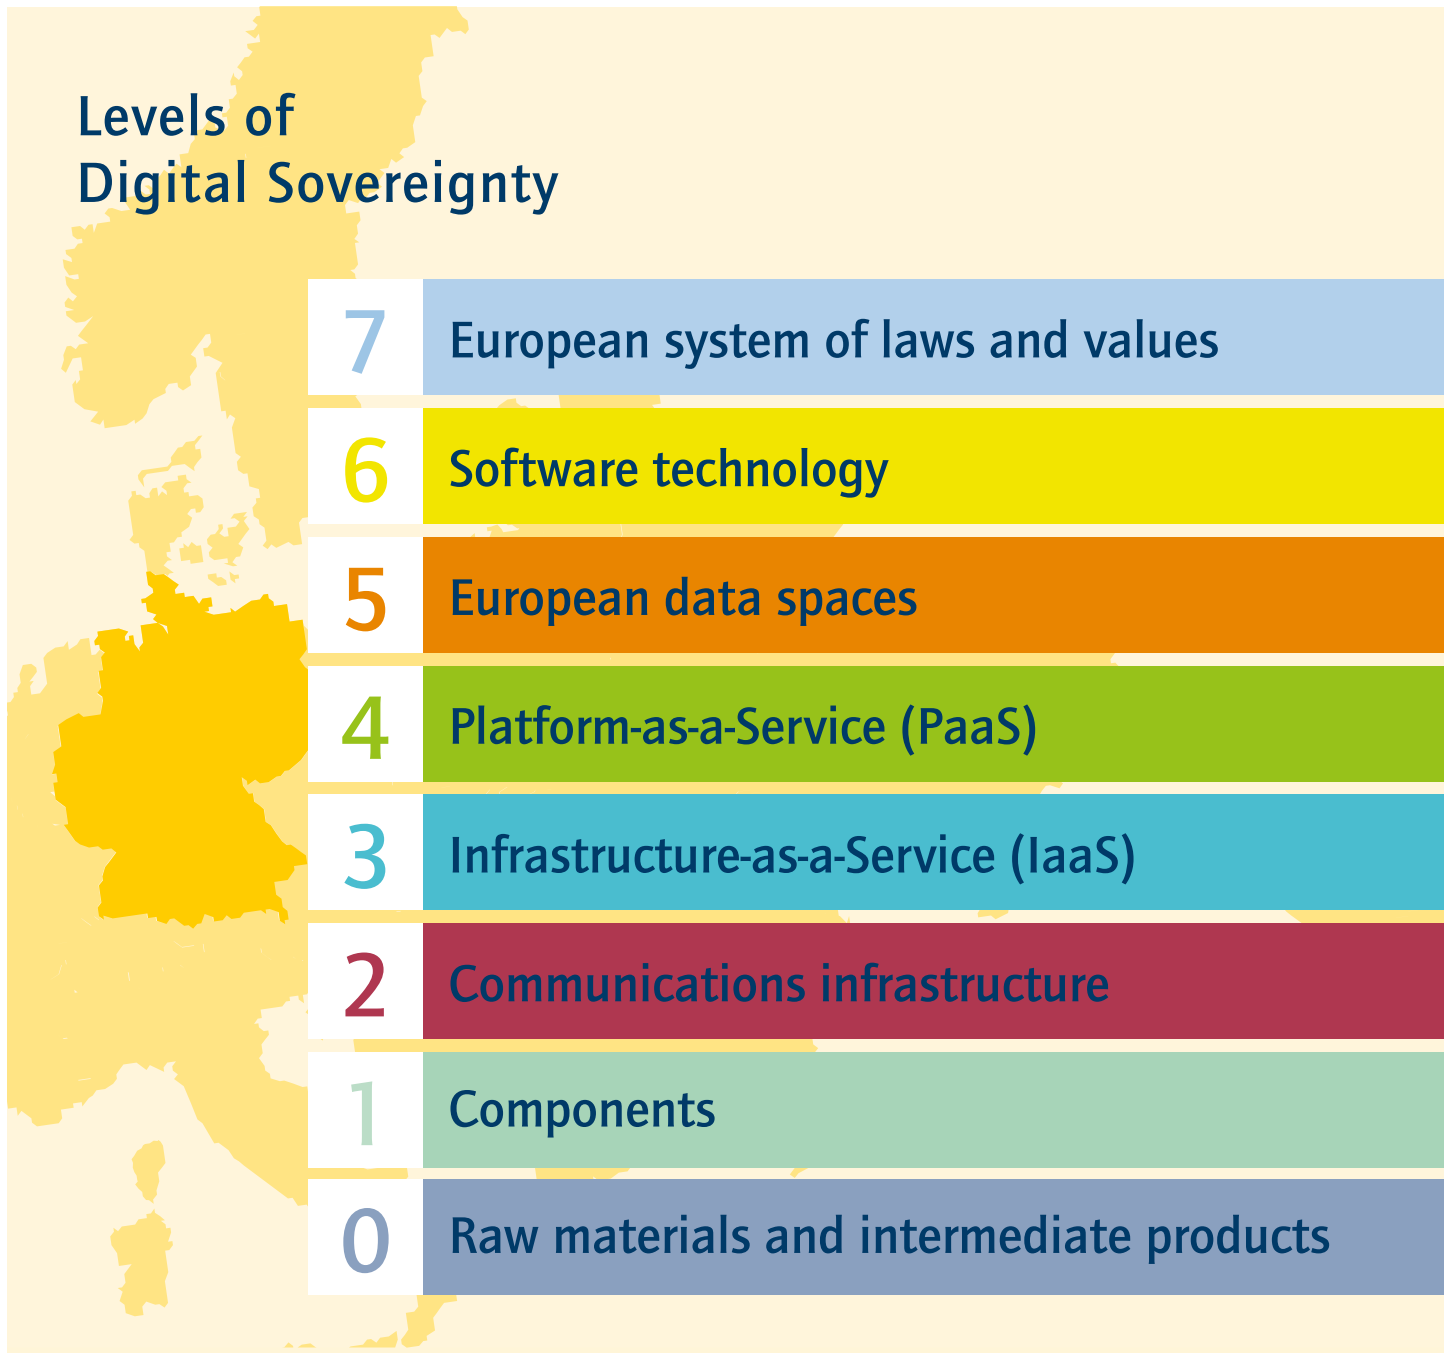 Levels of
Digital Sovereignty
7 European system of laws and values
6 Software technology
5 European data spaces
4 Platform-as-a-Service (PaaS)
3 Infrastructure-as-a-Service (IaaS)
2 Communications infrastructure
1 Components
0 Raw materials and intermediate products